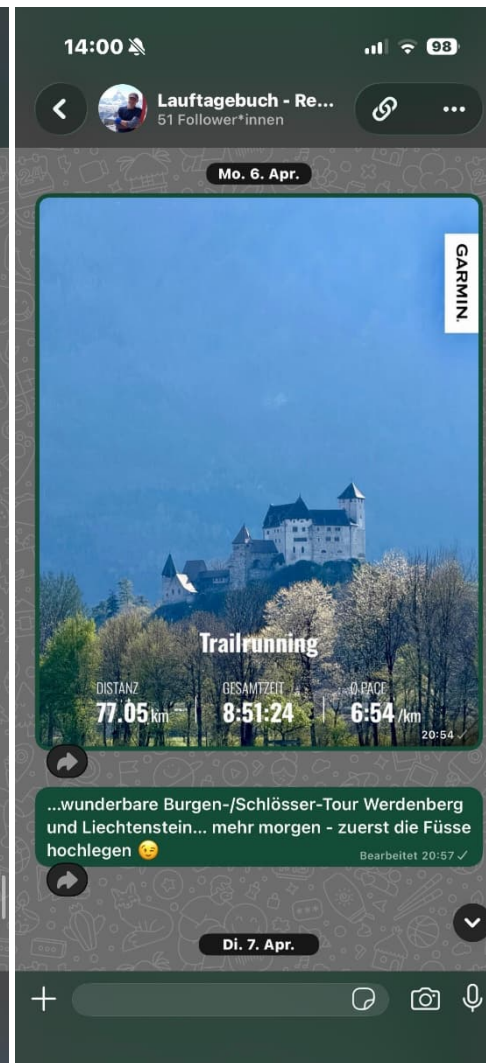 14:00
98
Lauftagebuch - Re...
51 Follower*innen
Mo. 6. Apr.
GARMIN.
Trailrunning
DISTANZ GESAMTZEIT Ø PACE
77.05 km 8:51:24 6:54 /km
20:54
...wunderbare Burgen-/Schlösser-Tour Werdenberg
und Liechtenstein... mehr morgen - zuerst die Füsse
hochlegen 😉
Bearbeitet 20:57
Di. 7. Apr.